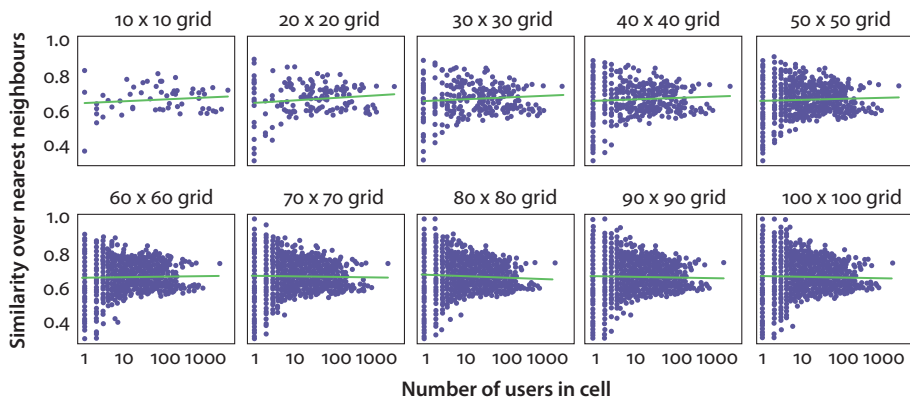 10 x 10 grid 20 x 20 grid 30 x 30 grid 40 x 40 grid 50 x 50 grid
1.0
0.8
0.6
0.4
60 x 60 grid 70 x 70 grid 80 x 80 grid 90 x 90 grid 100 x 100 grid
1.0
0.8
0.6
0.4
Similarity over nearest neighbours
1 10 100 1000 1 10 100 1000 1 10 100 1000 1 10 100 1000 1 10 100 1000
Number of users in cell